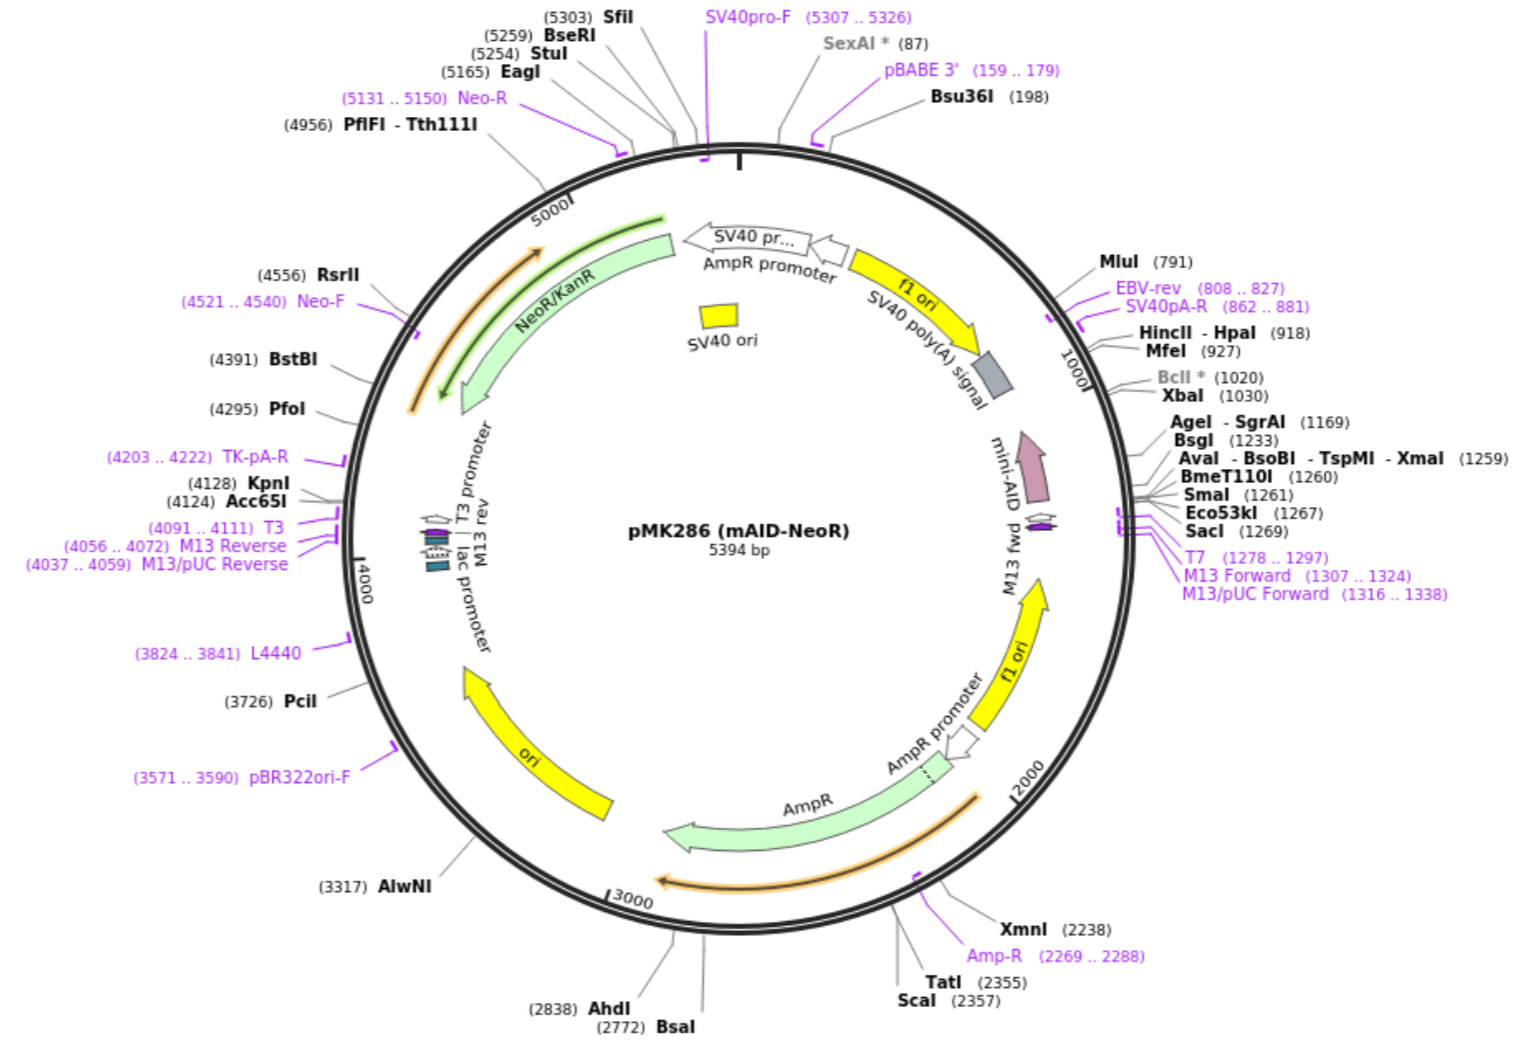 (5303) SfiI
(5259) BseRI
(5254) StuI
(5165) EagI
(5131 .. 5150) Neo-R
(4956) PflFI - Tth111I
SV40pro-F (5307 .. 5326)
SexAI * (87)
pBABE 3' (159 .. 179)
Bsu36I (198)
MluI (791)
EBV-rev (808 .. 827)
SV40pA-R (862 .. 881)
HincII - HpaI (918)
MfeI (927)
BclI * (1020)
XbaI (1030)
AgeI - SgrAI (1169)
BsgI (1233)
AvaI - BsoBI - TspMI - XmaI (1259)
BmeT110I (1260)
SmaI (1261)
Eco53kI (1267)
SacI (1269)
T7 (1278 .. 1297)
M13 Forward (1307 .. 1324)
M13/pUC Forward (1316 .. 1338)
XmnI (2238)
Amp-R (2269 .. 2288)
TatI (2355)
ScaI (2357)
(2772) BsaI
(2838) AhdI
(3317) AlwNI
(3571 .. 3590) pBR322ori-F
(3726) PciI
(3824 .. 3841) L4440
(4037 .. 4059) M13/pUC Reverse
(4056 .. 4072) M13 Reverse
(4091 .. 4111) T3
(4124) Acc65I
(4128) KpnI
(4203 .. 4222) TK-pA-R
(4295) PfoI
(4391) BstBI
(4521 .. 4540) Neo-F
(4556) RsrII
1000
2000
3000
4000
5000
SV40 pr...
AmpR promoter
f1 ori
SV40 poly(A) signal
SV40 ori
NeoR/KanR
mini-AID
M13 fwd
f1 ori
AmpR promoter
AmpR
ori
lac promoter
M13 rev
T3 promoter
pMK286 (mAID-NeoR)
5394 bp